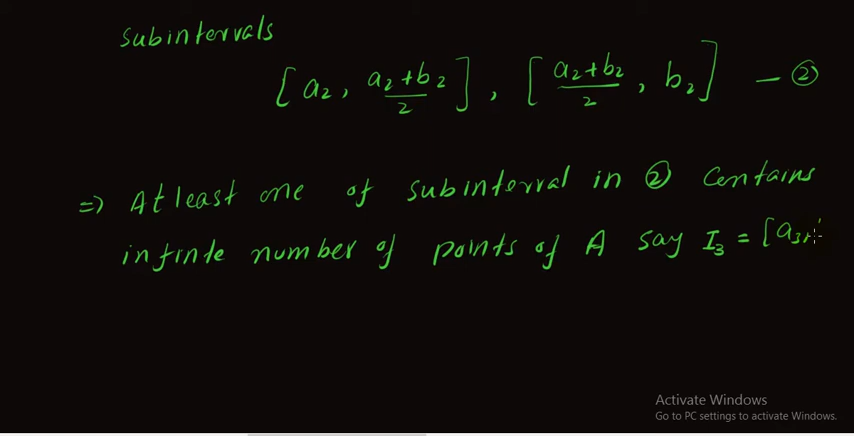 subintervals
[a₂, a₂+b₂/2], [a₂+b₂/2, b₂] — ②
⇒ Atleast one of subinterval in ② contains
infinte number of points of A say I₃ = [a₃,
Activate Windows
Go to PC settings to activate Windows.